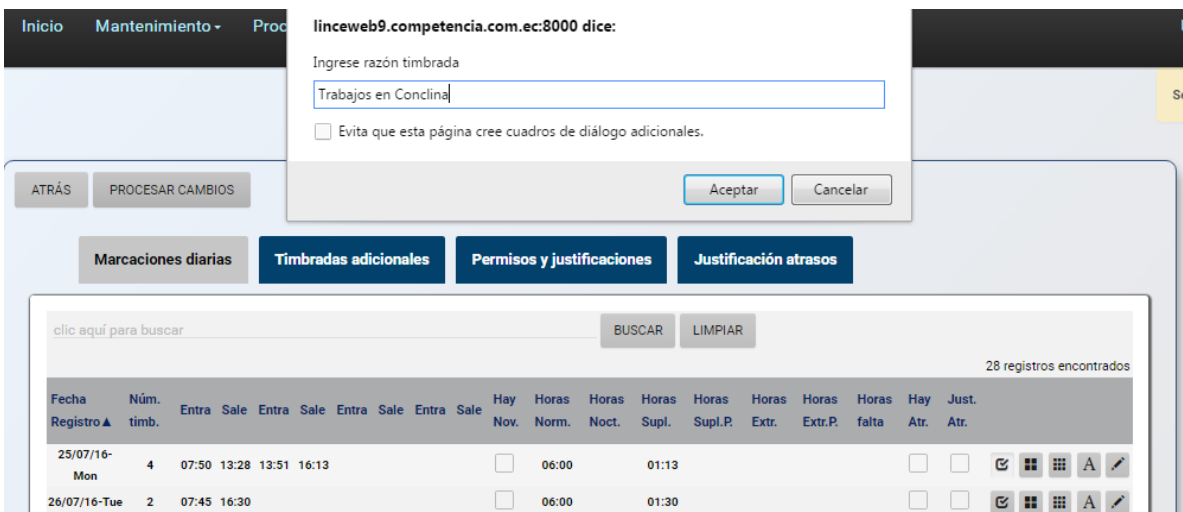 Inicio Mantenimiento Proc
linceweb9.competencia.com.ec:8000 dice:
Ingrese razón timbrada
Trabajos en Conclina
Evita que esta página cree cuadros de diálogo adicionales.
Aceptar Cancelar
ATRÁS PROCESAR CAMBIOS
Marcaciones diarias Timbradas adicionales Permisos y justificaciones Justificación atrasos
clic aquí para buscar BUSCAR LIMPIAR
28 registros encontrados
Fecha Núm. Entra Sale Entra Sale Entra Sale Entra Sale Hay Horas Horas Horas Horas Horas Horas Horas Hay Just.
Registro▲ timb. Nov. Norm. Noct. Supl. Supl.P. Extr. Extr.P. falta Atr. Atr.
25/07/16-
Mon 4 07:50 13:28 13:51 16:13 06:00 01:13 A
26/07/16-Tue 2 07:45 16:30 06:00 01:30 A